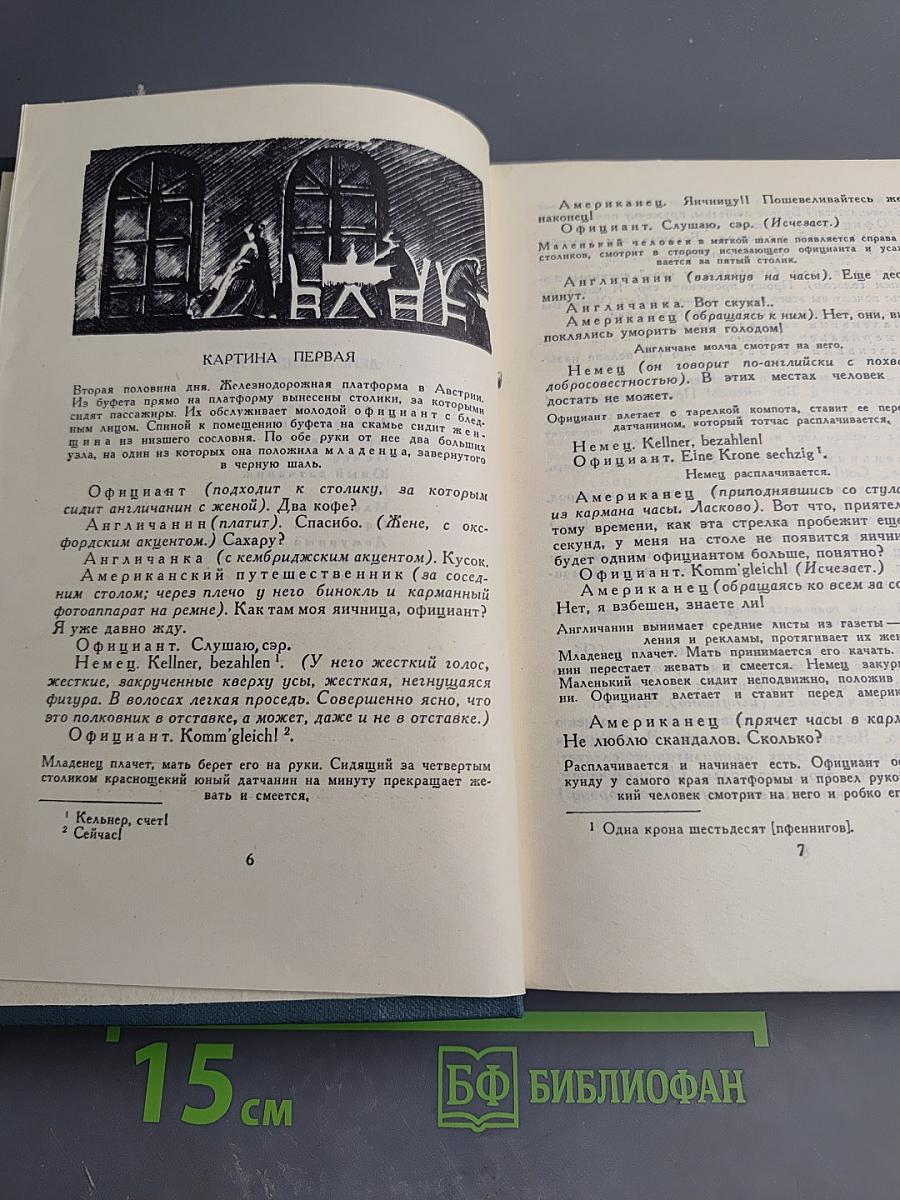 КАРТИНА ПЕРВАЯ
Вторая половина дня. Железнодорожная платформа в Австрии.
Из буфета прямо на платформу вынесены столики, за которыми
сидят пассажиры. Их обслуживает молодой официант с блед-
ным лицом. Спиной к помещению буфета на скамье сидит жен-
щина из низшего сословия. По обе руки от нее два больших
узла, на один из которых она положила младенца, завернутого
в черную шаль.
Официант (подходит к столику, за которым
сидит англичанин с женой). Два кофе?
Англичанин (платит). Спасибо. (Жене, с окс-
фордским акцентом.) Сахару?
Англичанка (с кембриджским акцентом). Кусок.
Американский путешественник (за сосед-
ним столом; через плечо у него бинокль и карманный
фотоаппарат на ремне). Как там моя яичница, официант?
Я уже давно жду.
Официант. Слушаю, сэр.
Немец. Kellner, bezahlen ¹. (У него жесткий голос,
жесткие, закрученные кверху усы, жесткая, негнущаяся
фигура. В волосах легкая проседь. Совершенно ясно, что
это полковник в отставке, а может, даже и не в отставке.)
Официант. Komm'gleich! ².
Младенец плачет, мать берет его на руки. Сидящий за четвертым
столиком краснощекий юный датчанин на минуту прекращает же-
вать и смеется.
¹ Кельнер, счет!
² Сейчас!
6
Американец. Яичницу!! Пошевеливайтесь же
наконец!
Официант. Слушаю, сэр. (Исчезает.)
Маленький человек в мягкой шляпе появляется справа
столиков, смотрит в сторону исчезающего официанта и усаж
вается за пятый столик.
Англичанин (взглянув на часы). Еще дес
минут.
Англичанка. Вот скука!..
Американец (обращаясь к ним). Нет, они, ви
поклялись уморить меня голодом!
Англичане молча смотрят на него.
Немец (он говорит по-английски с похв
добросовестностью). В этих местах человек
достать не может.
Официант влетает с тарелкой компота, ставит ее пере
датчанином, который тотчас расплачивается.
Немец. Kellner, bezahlen!
Официант. Eine Krone sechzig ¹.
Немец расплачивается.
Американец (приподнявшись со стул
из кармана часы. Ласково). Вот что, приятел
тому времени, как эта стрелка пробежит еще
секунд, у меня на столе не появится яични
будет одним официантом больше, понятно?
Официант. Komm'gleich! (Исчезает.)
Американец (обращаясь ко всем за со
Нет, я взбешен, знаете ли!
Англичанин вынимает средние листы из газеты —
ления и рекламы, протягивает их жен
Младенец плачет. Мать принимается его качать.
нин перестает жевать и смеется. Немец закури
Маленький человек сидит неподвижно, положив
ни. Официант влетает и ставит перед америк
Американец (прячет часы в карм
Не люблю скандалов. Сколько?
Расплачивается и начинает есть. Официант ос
кунду у самого края платформы и провел руко
кий человек смотрит на него и робко ег
¹ Одна крона шестьдесят [пфеннигов].
7
15 см
БФ БИБЛИОФАН